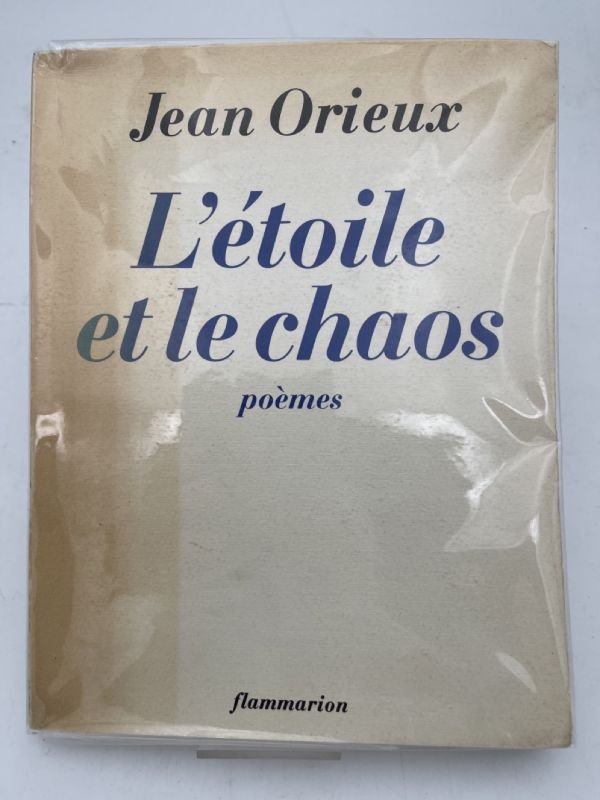 Jean Orieux
L'étoile
et le chaos
poèmes
flammarion